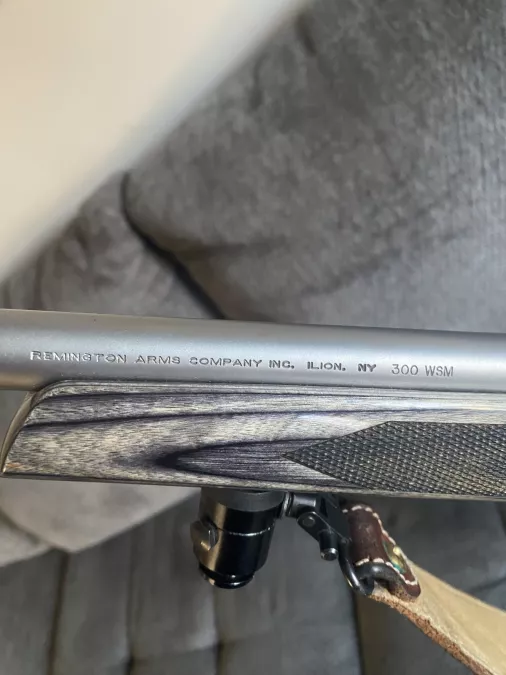 REMINGTON ARMS COMPANY INC. ILION. NY 300 WSM